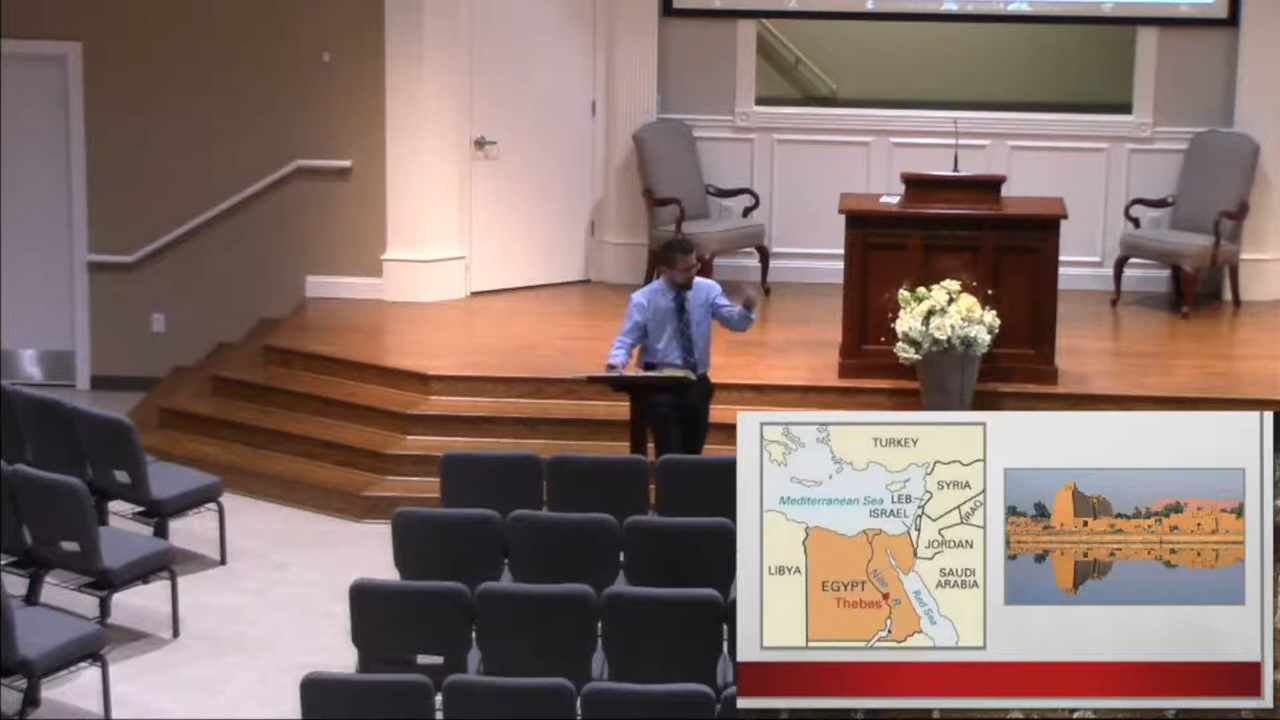 TURKEY
SYRIA
Mediterranean Sea
LEB.
IRAQ
ISRAEL
JORDAN
LIBYA
EGYPT
Nile R.
SAUDI
ARABIA
Thebes
Red Sea